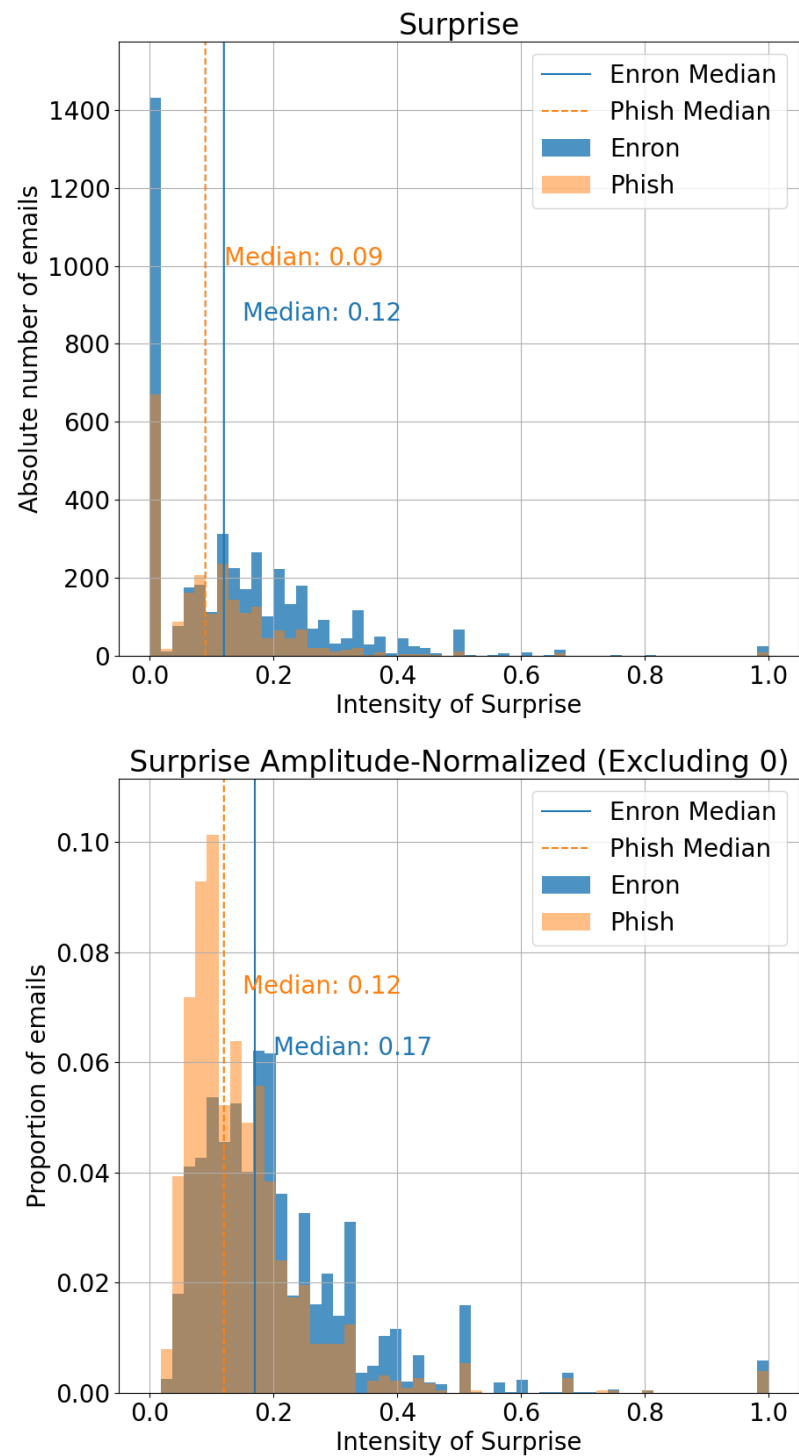 Surprise
Absolute number of emails
1400
1200
1000
800
600
400
200
0
Enron Median
Phish Median
Enron
Phish
Median: 0.09
Median: 0.12
0.0 0.2 0.4 0.6 0.8 1.0
Intensity of Surprise
Surprise Amplitude-Normalized (Excluding 0)
Proportion of emails
0.10
0.08
0.06
0.04
0.02
0.00
Enron Median
Phish Median
Enron
Phish
Median: 0.12
Median: 0.17
0.0 0.2 0.4 0.6 0.8 1.0
Intensity of Surprise